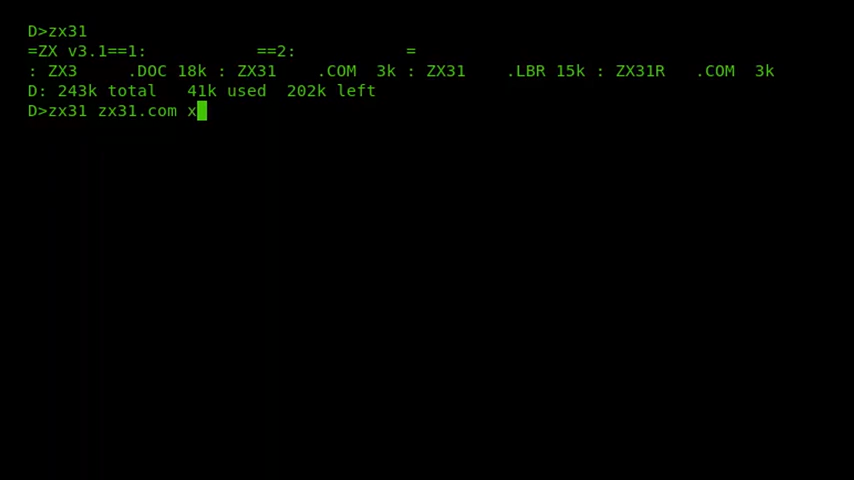 D>zx31
=ZX v3.1==1:           ==2:           =
: ZX3     .DOC 18k : ZX31    .COM  3k : ZX31    .LBR 15k : ZX31R   .COM  3k
D: 243k total   41k used  202k left
D>zx31 zx31.com x